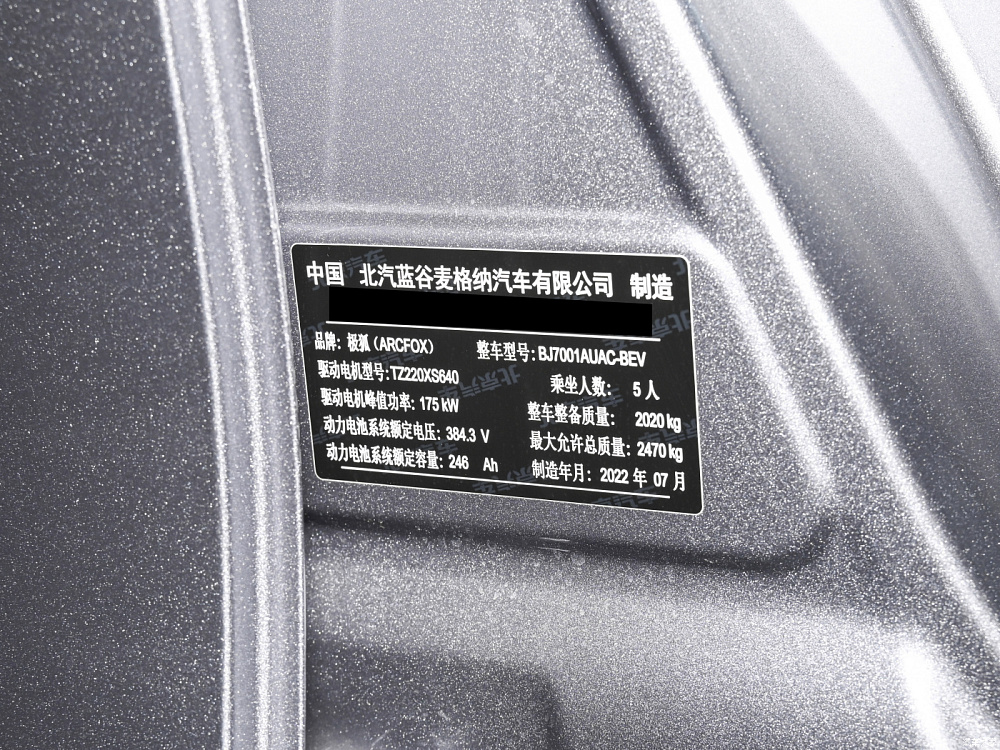 中国 北汽蓝谷麦格纳汽车有限公司 制造
品牌：极狐（ARCFOX） 整车型号：BJ7001AUAC-BEV
驱动电机型号：TZ220XS640 乘坐人数： 5 人
驱动电机峰值功率：175 kW 整车整备质量： 2020 kg
动力电池系统额定电压：384.3 V 最大允许总质量：2470 kg
动力电池系统额定容量：246 Ah 制造年月：2022 年 07 月